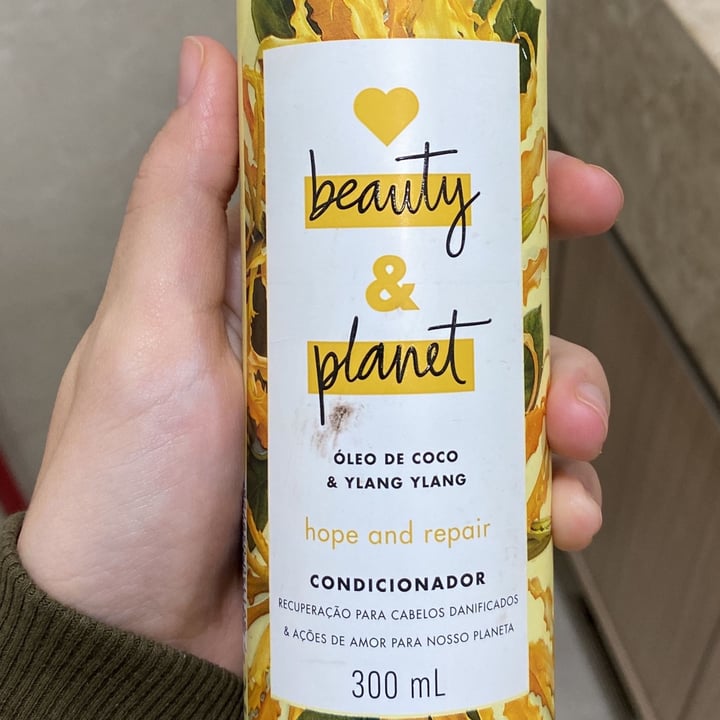 beauty
&
planet
ÓLEO DE COCO
& YLANG YLANG
hope and repair
CONDICIONADOR
RECUPERAÇÃO PARA CABELOS DANIFICADOS
& AÇÕES DE AMOR PARA NOSSO PLANETA
300 mL